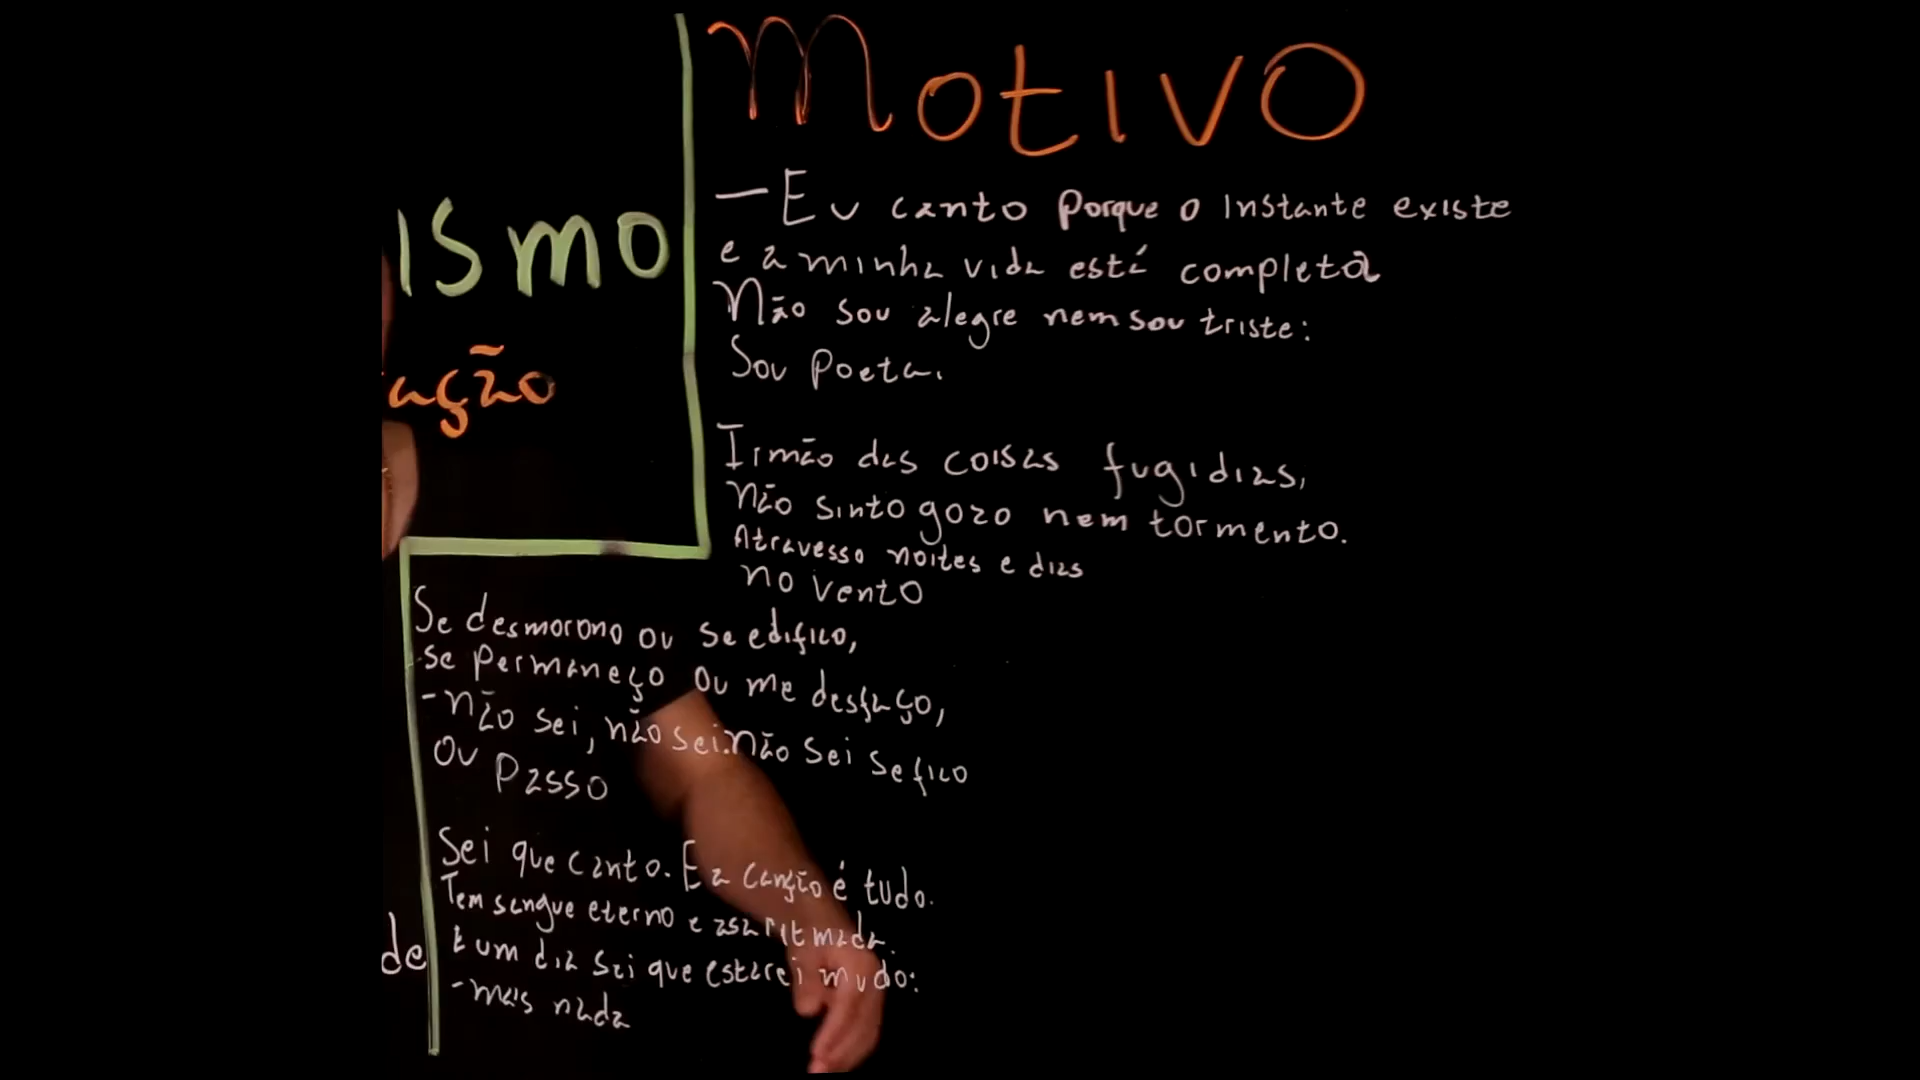 Motivo
ismo
ação
— Eu canto porque o instante existe
e a minha vida está completa
Não sou alegre nem sou triste:
Sou poeta.
Irmão das coisas fugidias,
Não sinto gozo nem tormento.
Atravesso noites e dias
no vento
Se desmorono ou se edifico,
se permaneço ou me desfaço,
- não sei, não sei. não sei se fico
ou passo
Sei que canto. E a canção é tudo.
Tem sangue eterno e asa ritmada.
E um dia sei que estarei mudo:
- mais nada
de